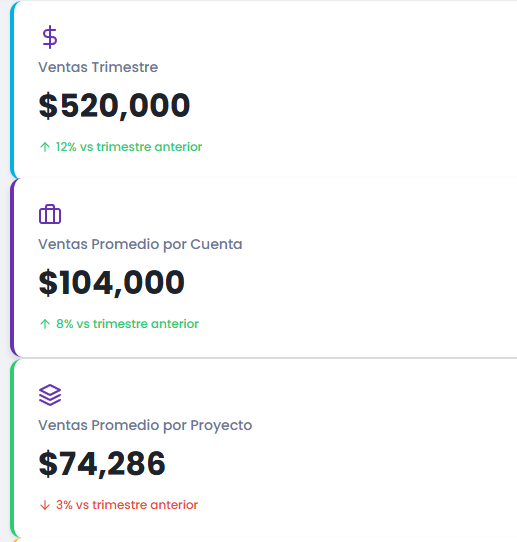 Ventas Trimestre
$520,000
↑ 12% vs trimestre anterior
Ventas Promedio por Cuenta
$104,000
↑ 8% vs trimestre anterior
Ventas Promedio por Proyecto
$74,286
↓ 3% vs trimestre anterior